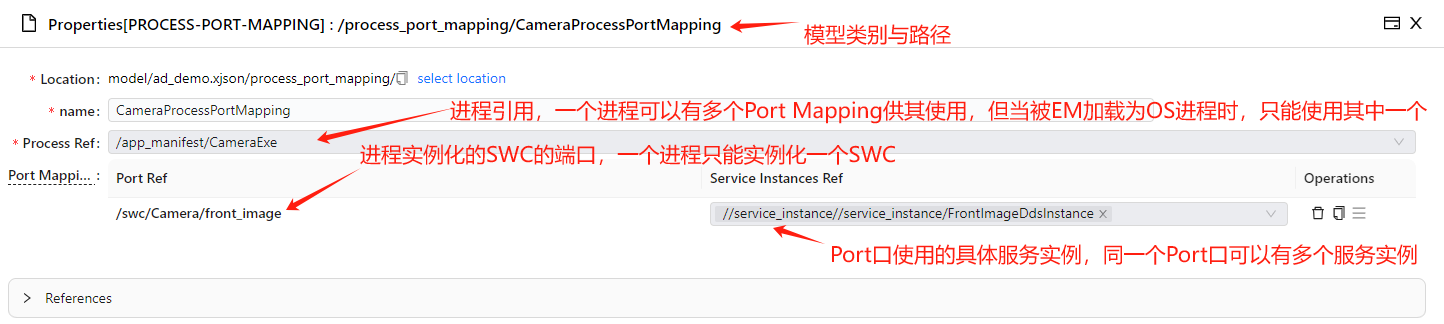 Properties[PROCESS-PORT-MAPPING] : /process_port_mapping/CameraProcessPortMapping
模型类别与路径
* Location: model/ad_demo.xjson/process_port_mapping/ select location
* name: CameraProcessPortMapping
进程引用，一个进程可以有多个Port Mapping供其使用，但当被EM加载为OS进程时，只能使用其中一个
* Process Ref: /app_manifest/CameraExe
进程实例化的SWC的端口，一个进程只能实例化一个SWC
Port Mappi... : Port Ref Service Instances Ref Operations
/swc/Camera/front_image //service_instance//service_instance/FrontImageDdsInstance ×
Port口使用的具体服务实例，同一个Port口可以有多个服务实例
References